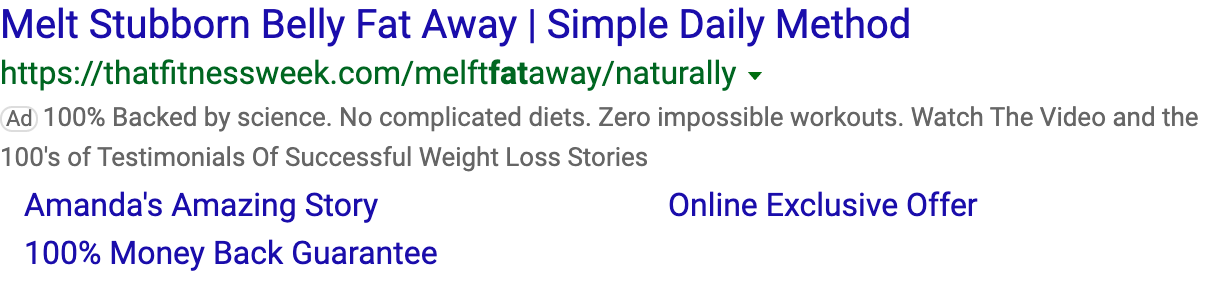 Melt Stubborn Belly Fat Away | Simple Daily Method
https://thatfitnessweek.com/melftfataway/naturally
Ad 100% Backed by science. No complicated diets. Zero impossible workouts. Watch The Video and the
100's of Testimonials Of Successful Weight Loss Stories
Amanda's Amazing Story
Online Exclusive Offer
100% Money Back Guarantee